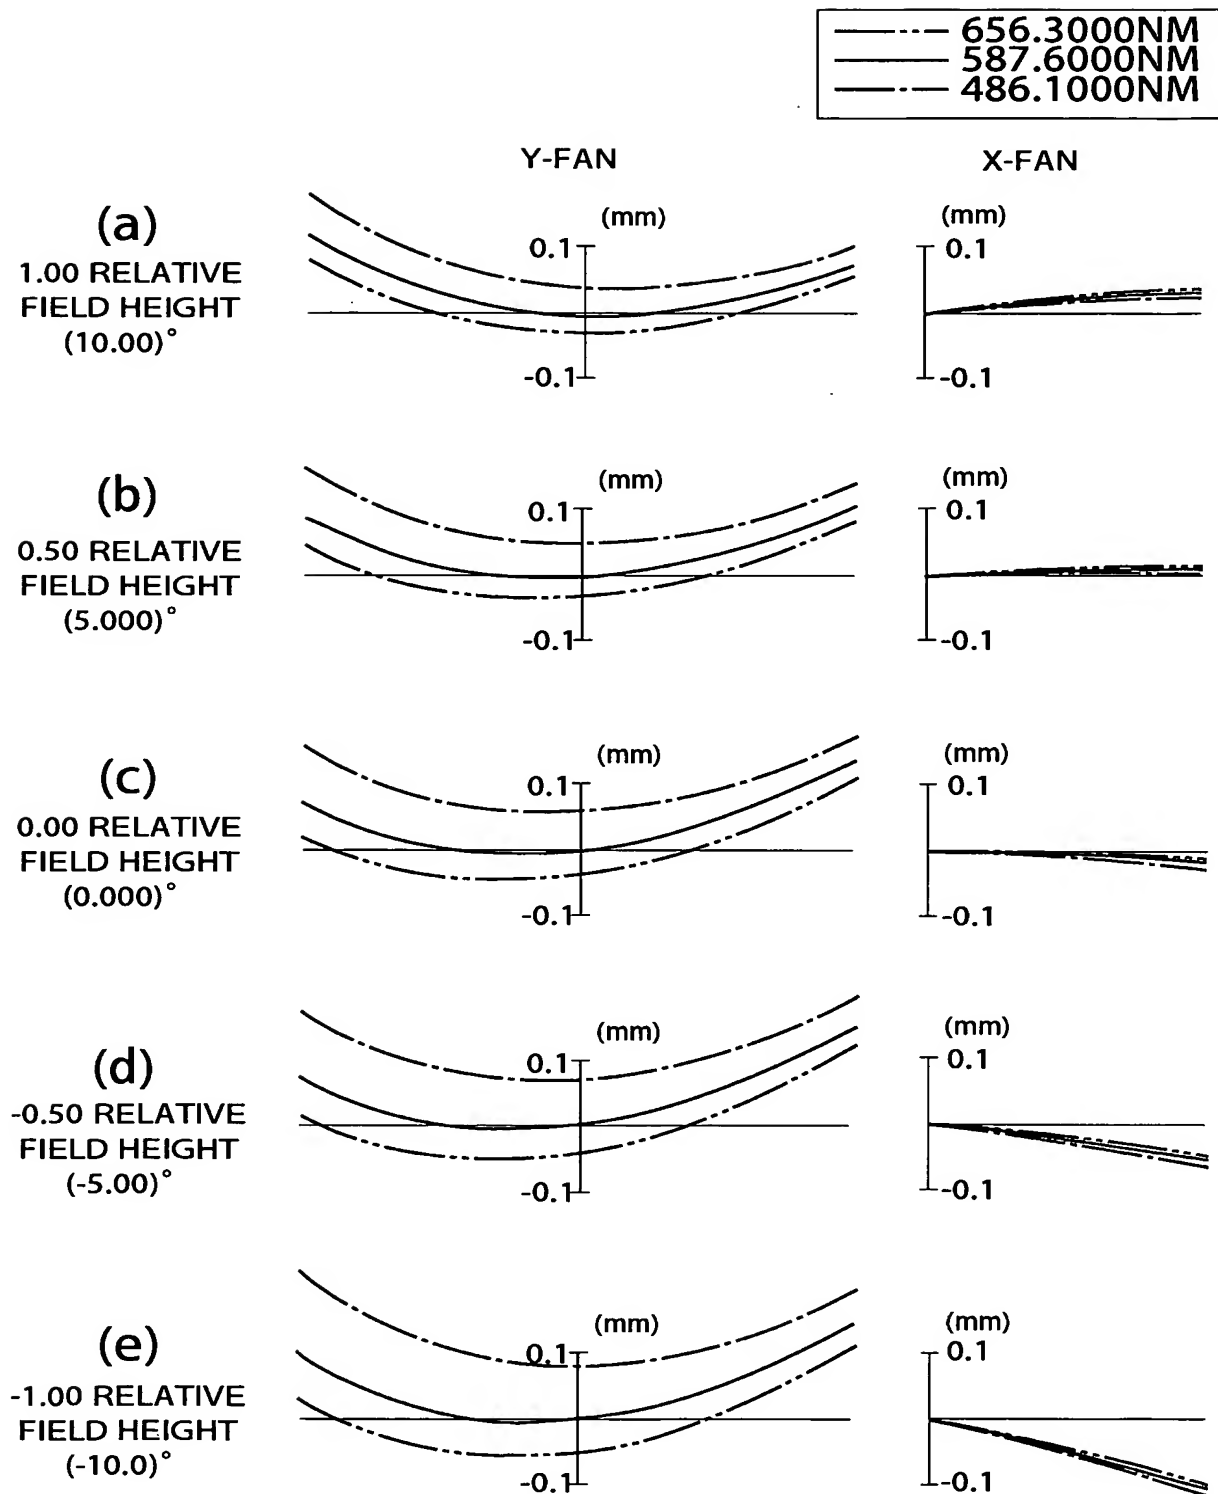 656.3000NM
587.6000NM
486.1000NM
Y-FAN
X-FAN
(a)
1.00 RELATIVE
FIELD HEIGHT
(10.00)°
(mm)
0.1
-0.1
(mm)
0.1
-0.1
(b)
0.50 RELATIVE
FIELD HEIGHT
(5.000)°
(mm)
0.1
-0.1
(mm)
0.1
-0.1
(c)
0.00 RELATIVE
FIELD HEIGHT
(0.000)°
(mm)
0.1
-0.1
(mm)
0.1
-0.1
(d)
-0.50 RELATIVE
FIELD HEIGHT
(-5.00)°
(mm)
0.1
-0.1
(mm)
0.1
-0.1
(e)
-1.00 RELATIVE
FIELD HEIGHT
(-10.0)°
(mm)
0.1
-0.1
(mm)
0.1
-0.1